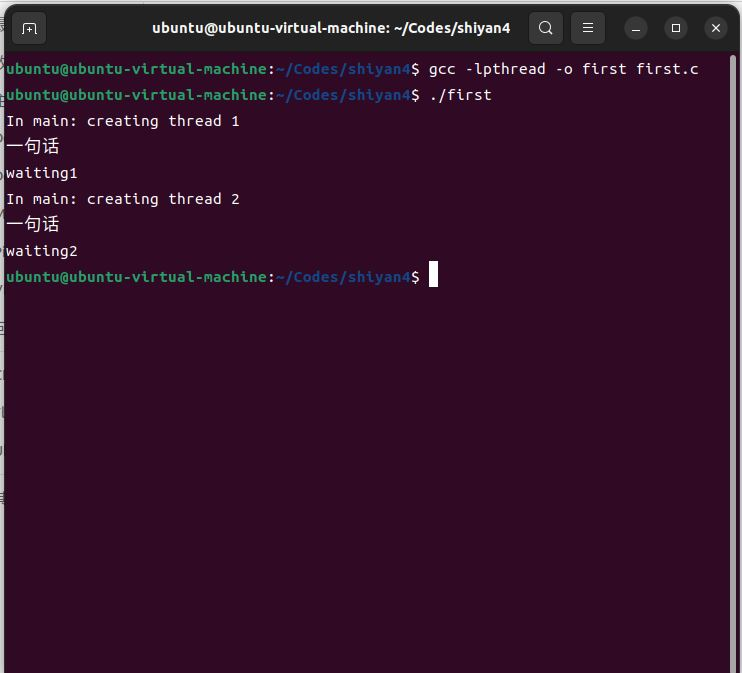 ubuntu@ubuntu-virtual-machine: ~/Codes/shiyan4
ubuntu@ubuntu-virtual-machine:~/Codes/shiyan4$ gcc -lpthread -o first first.c
ubuntu@ubuntu-virtual-machine:~/Codes/shiyan4$ ./first
In main: creating thread 1
一句话
waiting1
In main: creating thread 2
一句话
waiting2
ubuntu@ubuntu-virtual-machine:~/Codes/shiyan4$